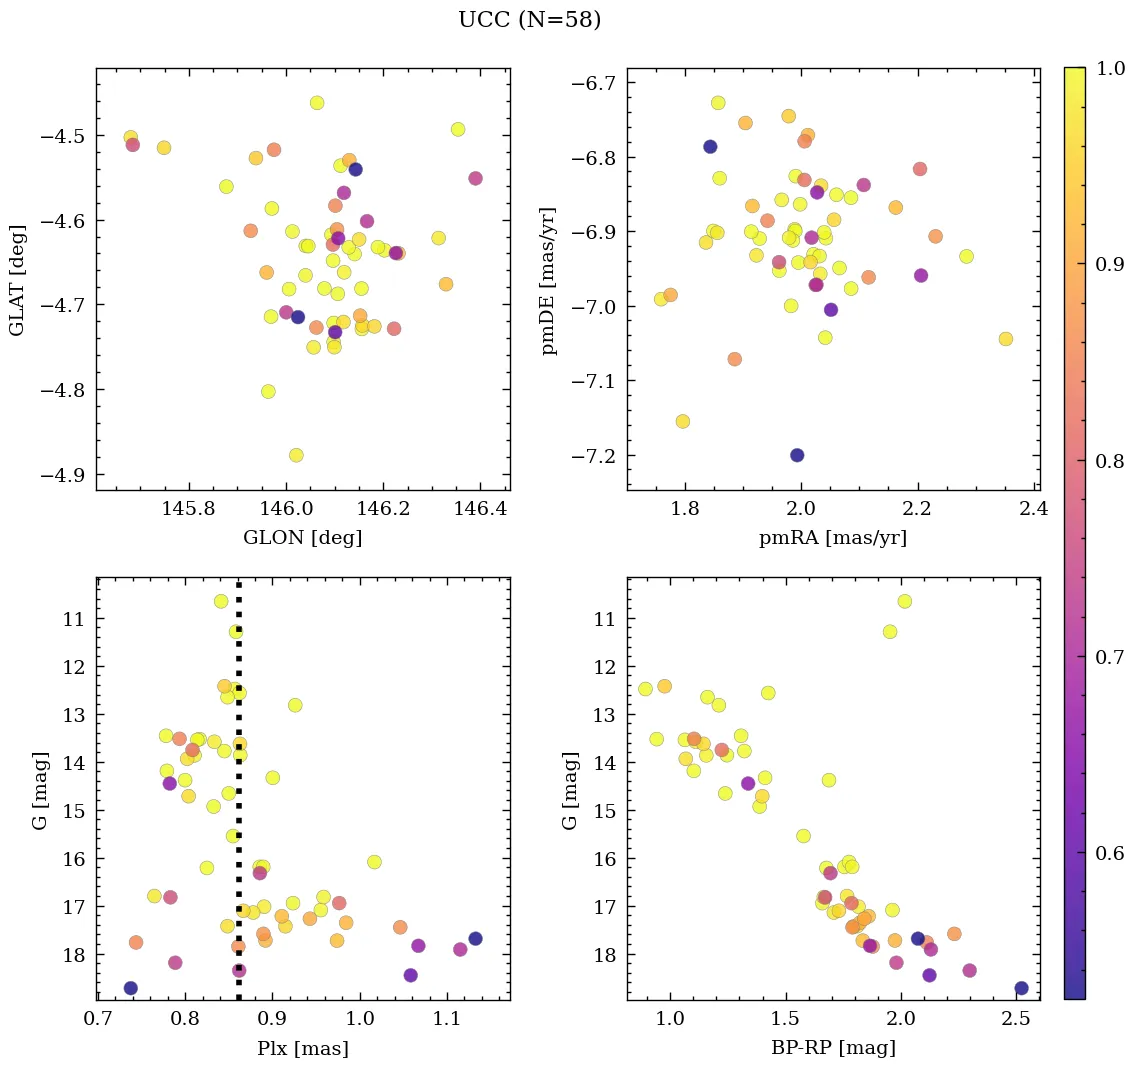 UCC (N=58)
−4.5
−4.6
−4.7
−4.8
−4.9
GLAT [deg]
145.8 146.0 146.2 146.4
GLON [deg]
−6.7
−6.8
−6.9
−7.0
−7.1
−7.2
pmDE [mas/yr]
1.8 2.0 2.2 2.4
pmRA [mas/yr]
11
12
13
14
15
16
17
18
G [mag]
0.7 0.8 0.9 1.0 1.1
Plx [mas]
11
12
13
14
15
16
17
18
G [mag]
1.0 1.5 2.0 2.5
BP-RP [mag]
1.0
0.9
0.8
0.7
0.6